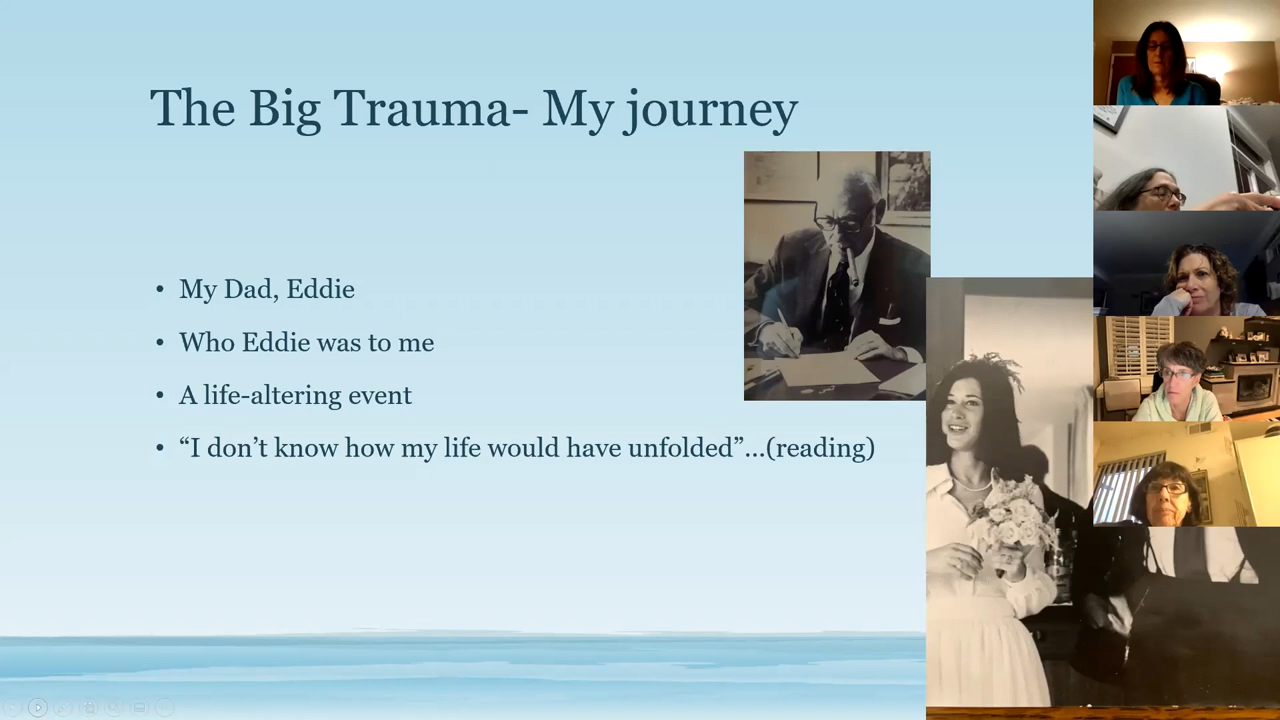 The Big Trauma- My journey
• My Dad, Eddie
• Who Eddie was to me
• A life-altering event
• “I don’t know how my life would have unfolded”...(reading)